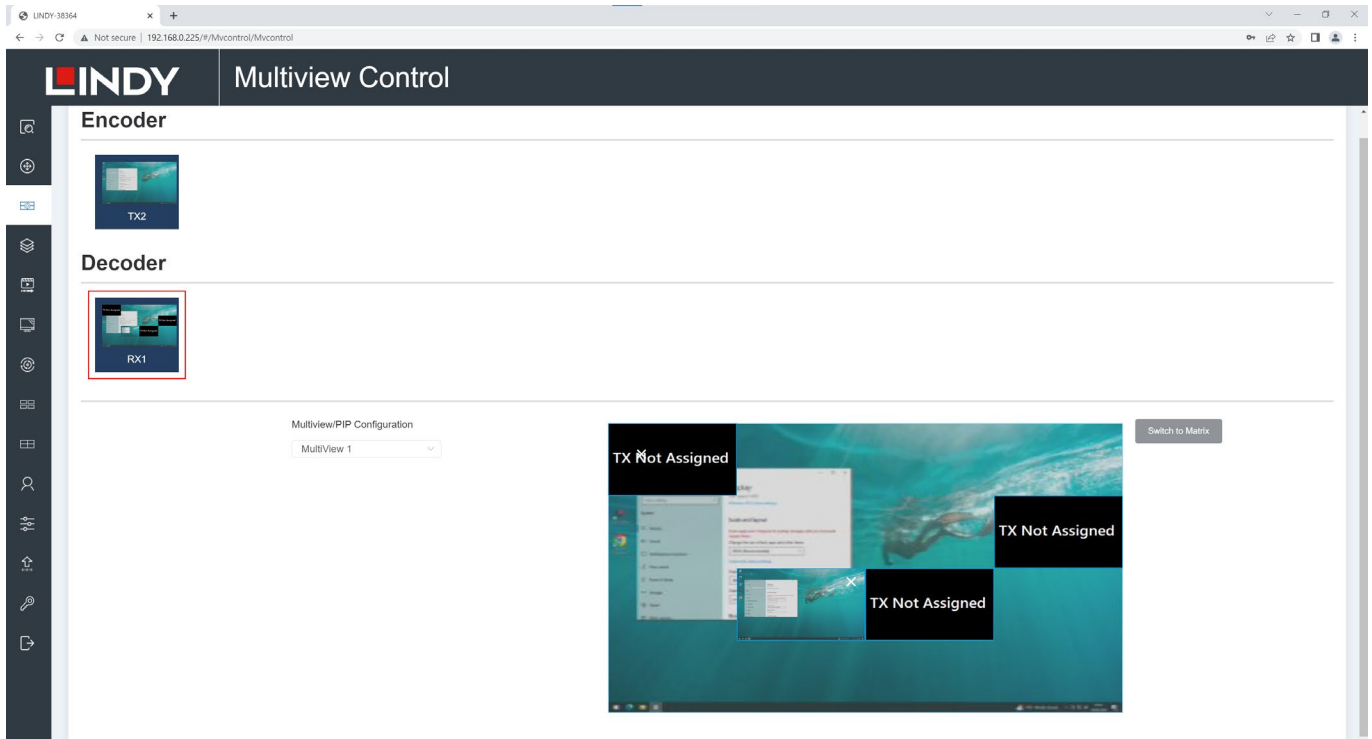 LINDY-38364
Not secure | 192.168.0.225/#/Mvcontrol/Mvcontrol
LINDY
Multiview Control
Encoder
TX2
Decoder
RX1
Multiview/PIP Configuration
MultiView 1
Switch to Matrix
TX Not Assigned
TX Not Assigned
TX Not Assigned